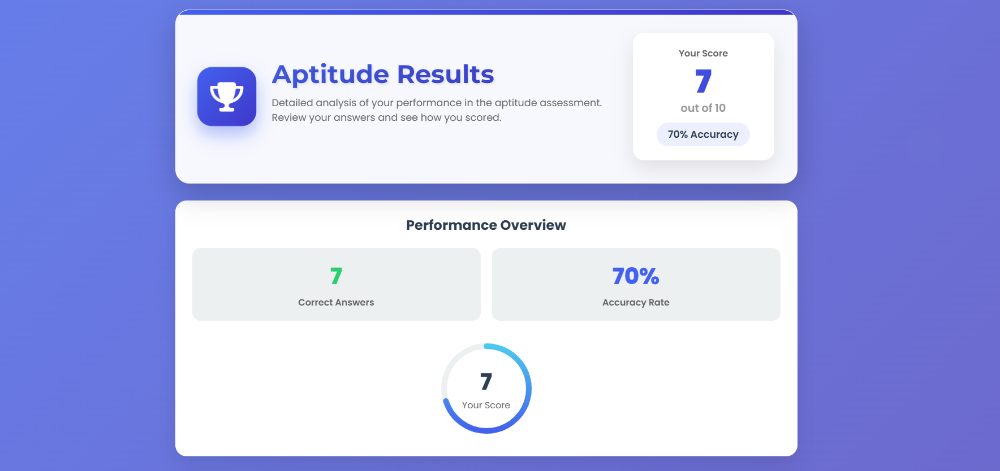 Aptitude Results
Detailed analysis of your performance in the aptitude assessment.
Review your answers and see how you scored.
Your Score
7
out of 10
70% Accuracy
Performance Overview
7
Correct Answers
70%
Accuracy Rate
7
Your Score